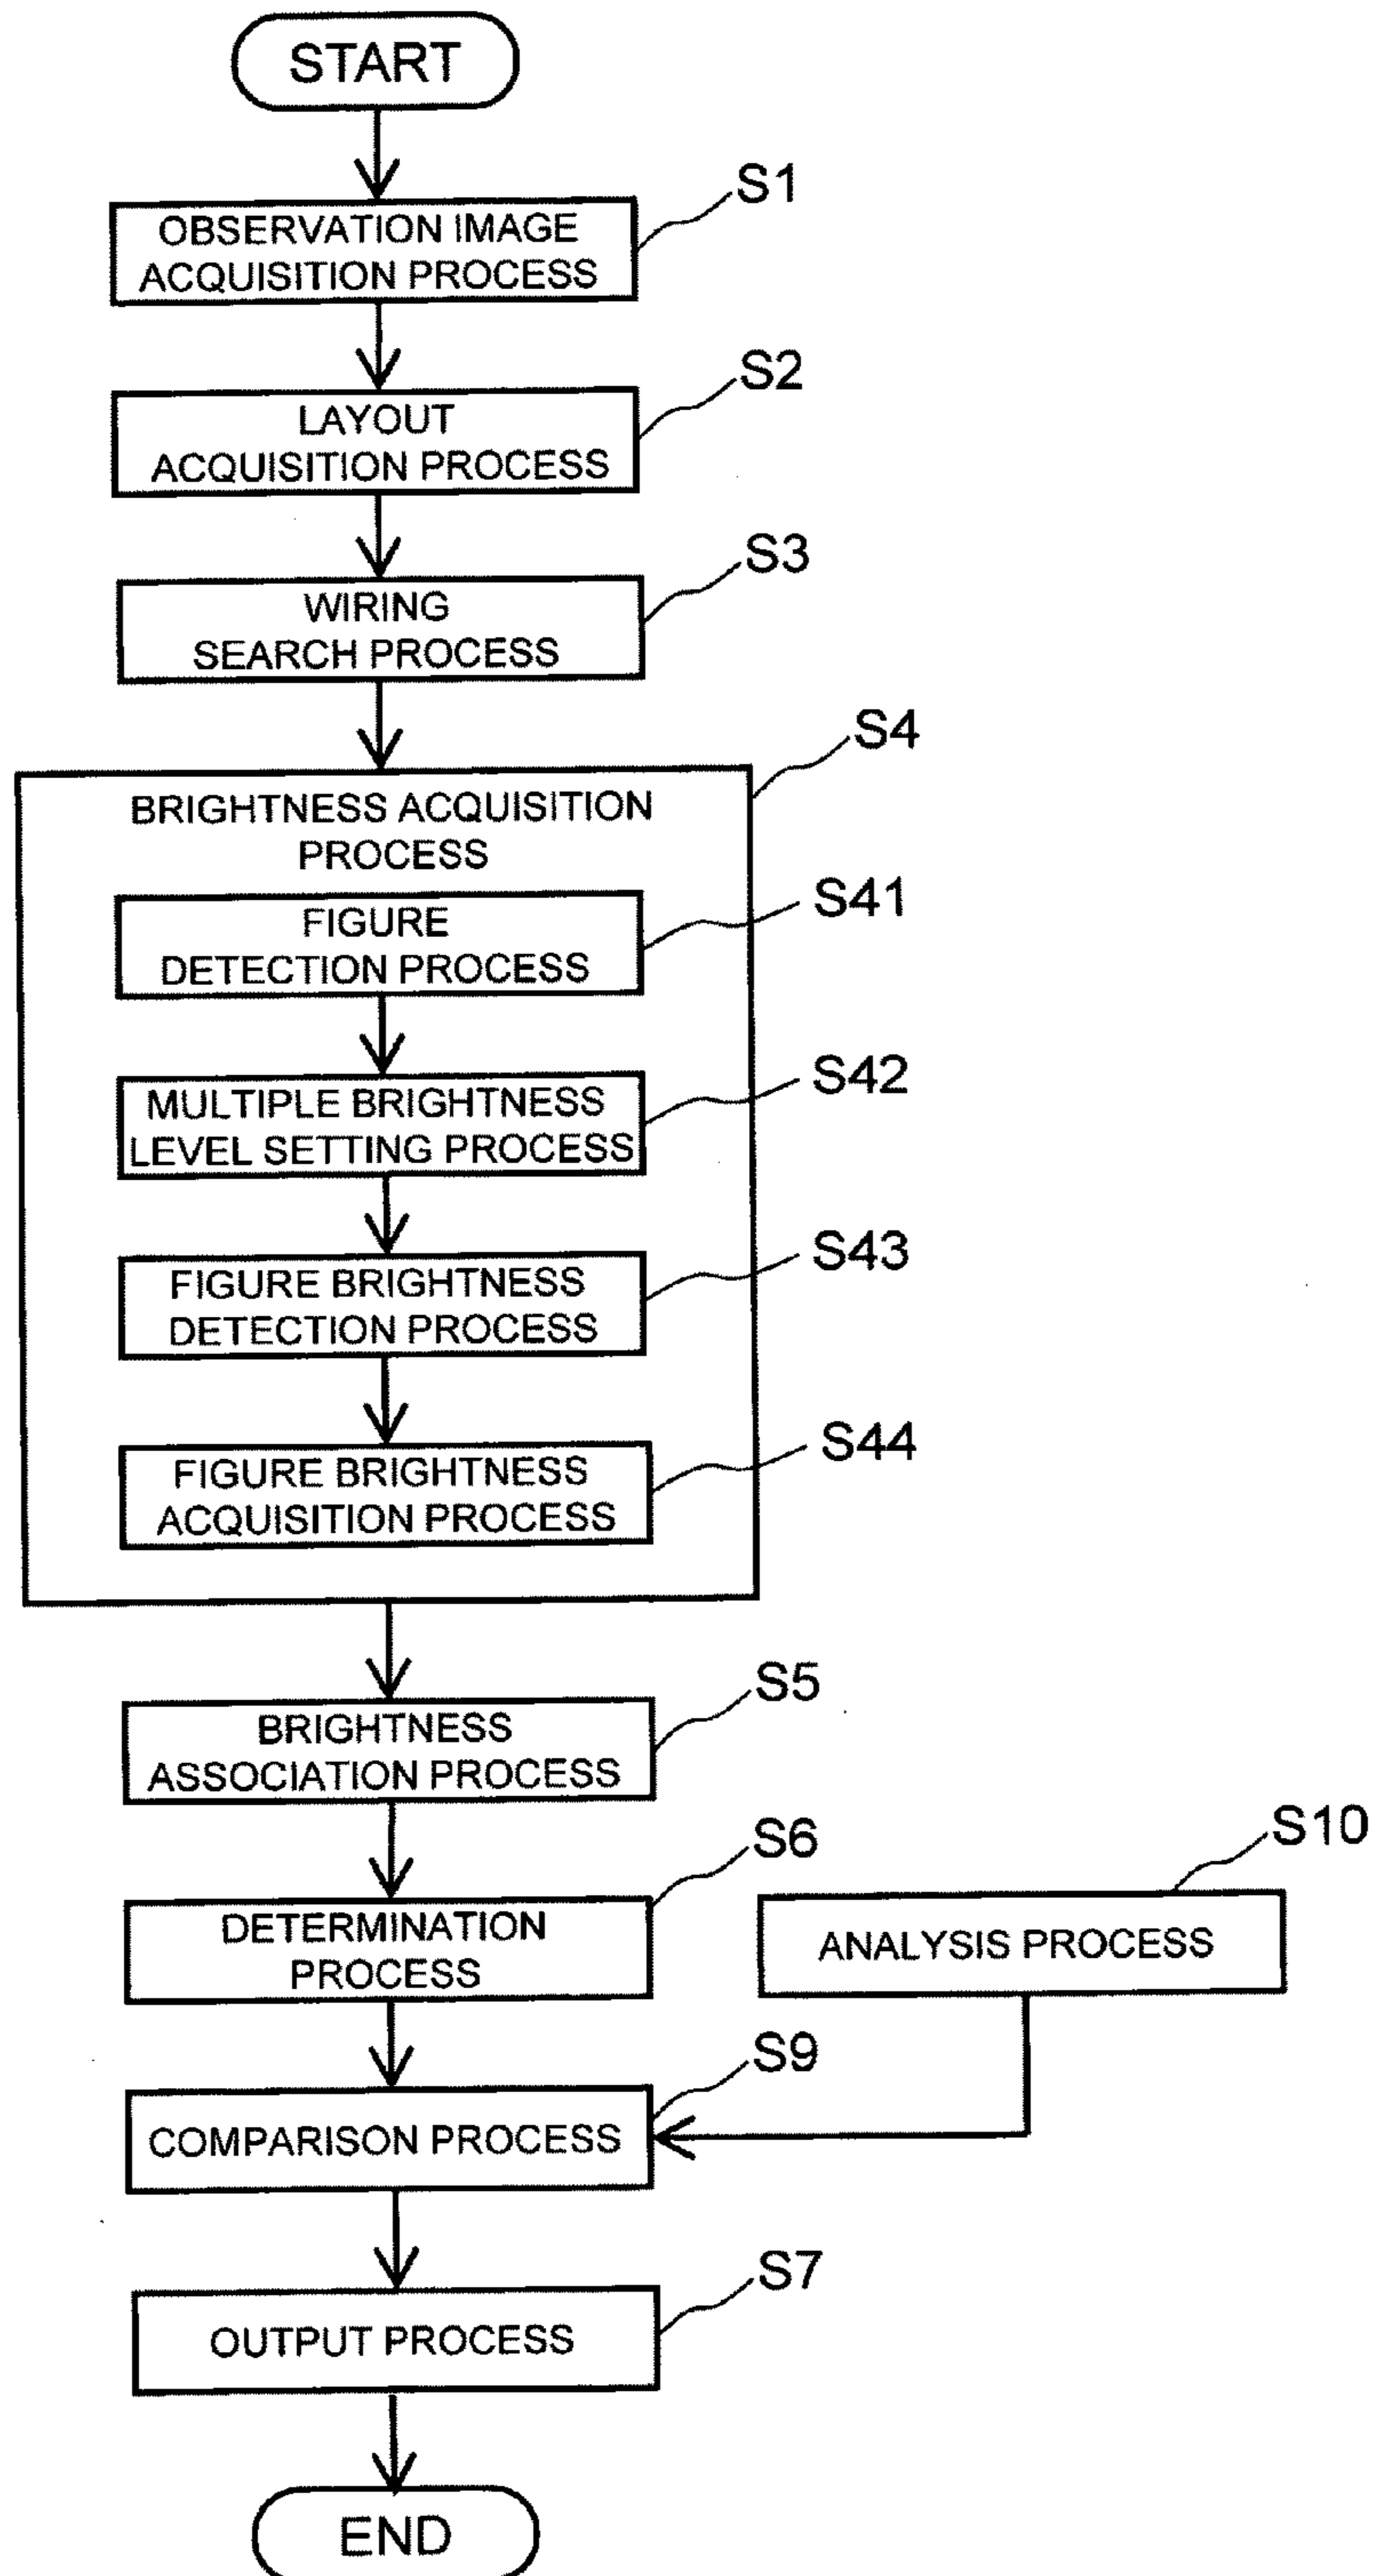 START
S1
OBSERVATION IMAGE
ACQUISITION PROCESS
S2
LAYOUT
ACQUISITION PROCESS
S3
WIRING
SEARCH PROCESS
S4
BRIGHTNESS ACQUISITION
PROCESS
S41
FIGURE
DETECTION PROCESS
S42
MULTIPLE BRIGHTNESS
LEVEL SETTING PROCESS
S43
FIGURE BRIGHTNESS
DETECTION PROCESS
S44
FIGURE BRIGHTNESS
ACQUISITION PROCESS
S5
BRIGHTNESS
ASSOCIATION PROCESS
S6
DETERMINATION
PROCESS
S10
ANALYSIS PROCESS
S9
COMPARISON PROCESS
S7
OUTPUT PROCESS
END